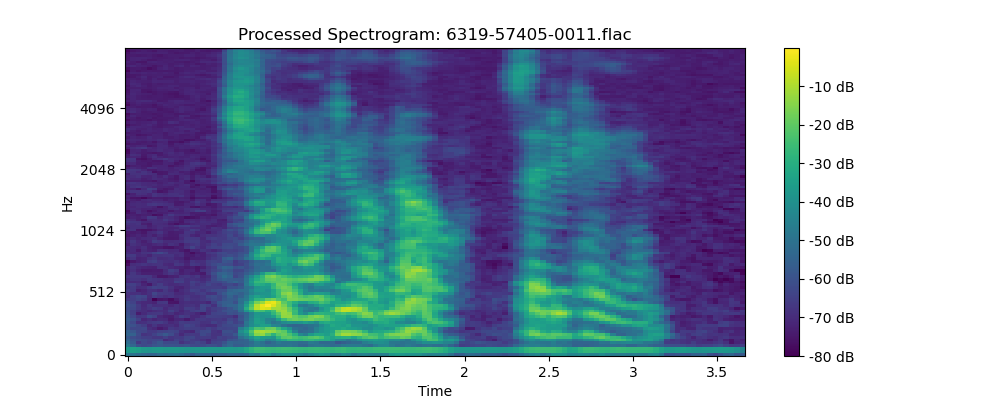 Processed Spectrogram: 6319-57405-0011.flac
Hz
4096
2048
1024
512
0
0 0.5 1 1.5 2 2.5 3 3.5
Time
-10 dB
-20 dB
-30 dB
-40 dB
-50 dB
-60 dB
-70 dB
-80 dB